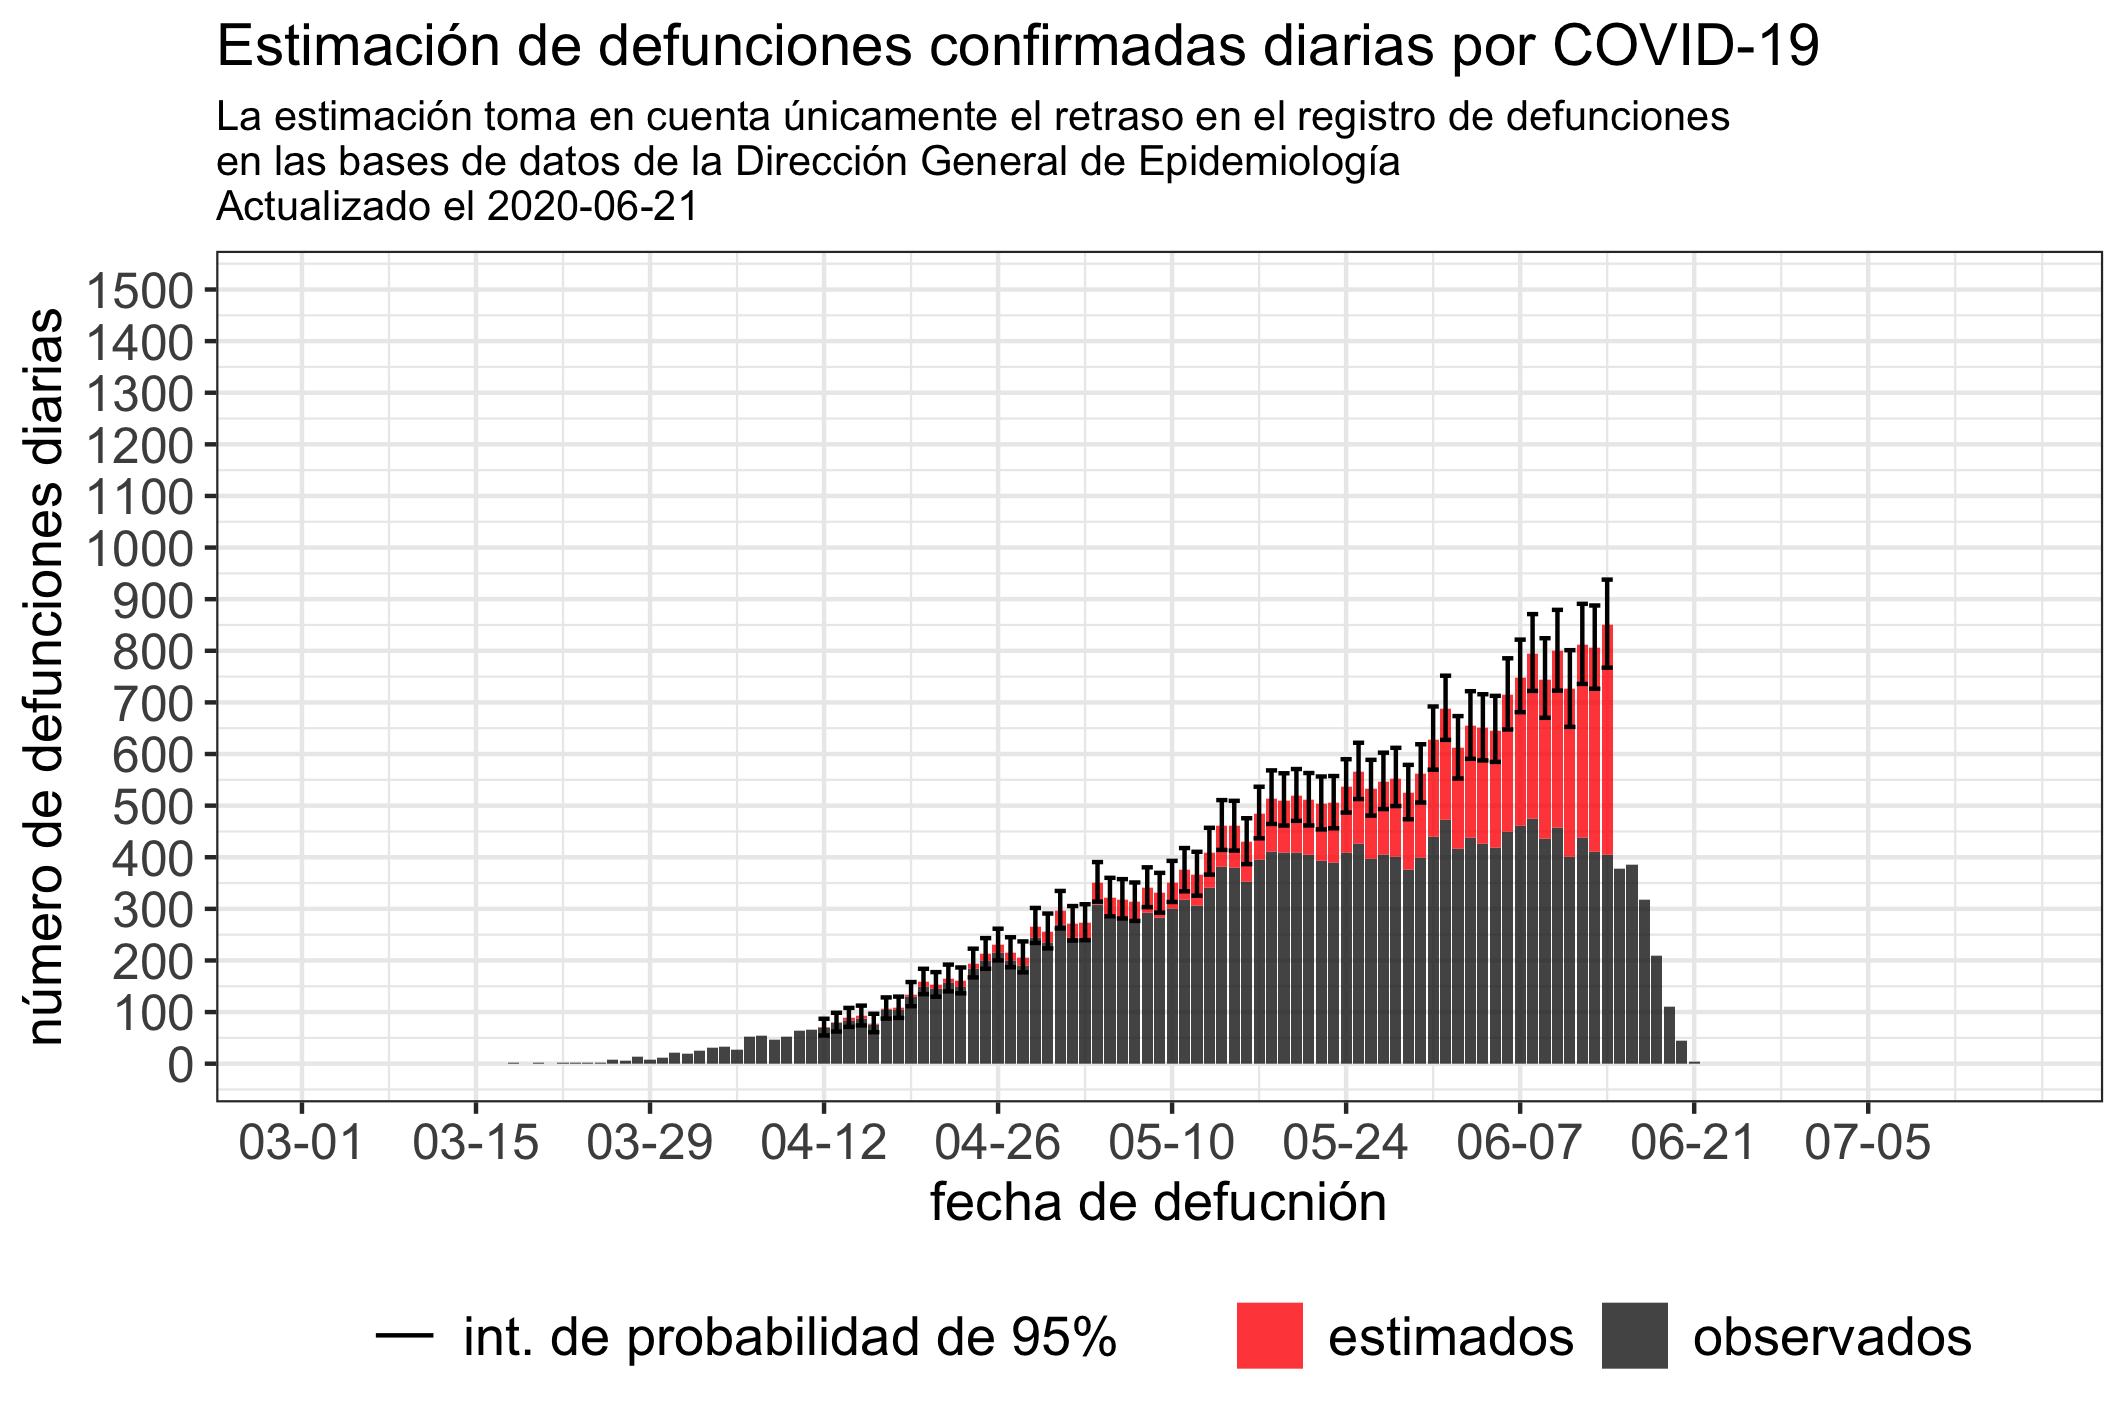 Estimación de defunciones confirmadas diarias por COVID-19
La estimación toma en cuenta únicamente el retraso en el registro de defunciones
en las bases de datos de la Dirección General de Epidemiología
Actualizado el 2020-06-21
número de defunciones diarias
1500
1400
1300
1200
1100
1000
900
800
700
600
500
400
300
200
100
0
03-01 03-15 03-29 04-12 04-26 05-10 05-24 06-07 06-21 07-05
fecha de defucnión
int. de probabilidad de 95% estimados observados